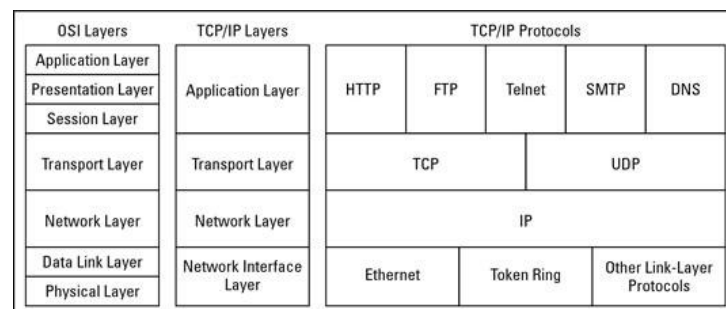 OSI Layers TCP/IP Layers TCP/IP Protocols
Application Layer
Presentation Layer
Session Layer
Application Layer
HTTP FTP Telnet SMTP DNS
Transport Layer Transport Layer TCP UDP
Network Layer Network Layer IP
Data Link Layer
Physical Layer
Network Interface
Layer
Ethernet Token Ring Other Link-Layer
Protocols